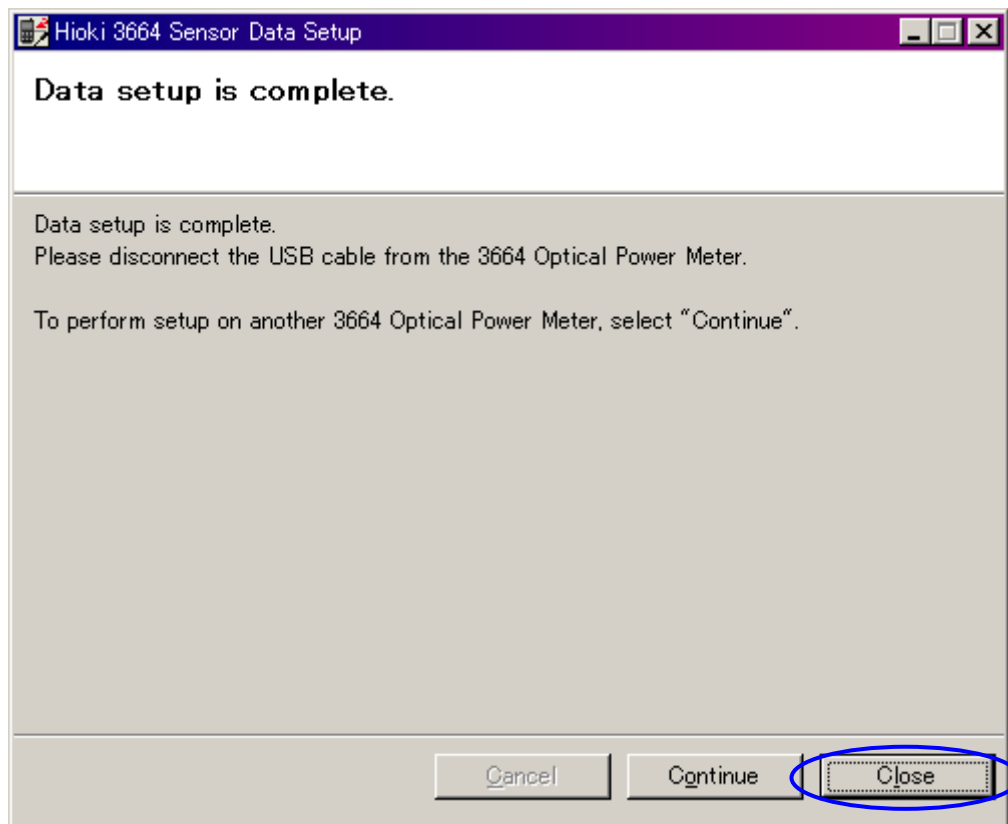 Hioki 3664 Sensor Data Setup
Data setup is complete.
Data setup is complete.
Please disconnect the USB cable from the 3664 Optical Power Meter.
To perform setup on another 3664 Optical Power Meter, select "Continue".
Cancel Continue Close